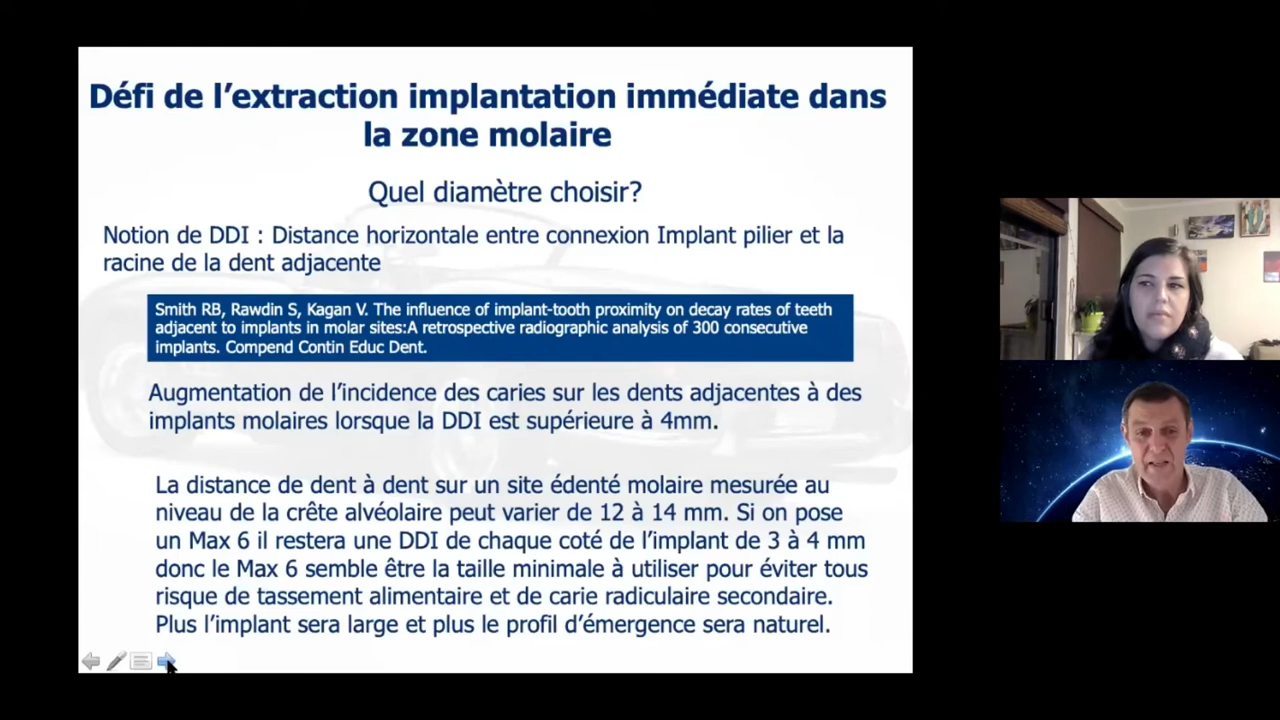 Défi de l’extraction implantation immédiate dans
la zone molaire
Quel diamètre choisir?
Notion de DDI : Distance horizontale entre connexion Implant pilier et la
racine de la dent adjacente
Smith RB, Rawdin S, Kagan V. The influence of implant-tooth proximity on decay rates of teeth
adjacent to implants in molar sites:A retrospective radiographic analysis of 300 consecutive
implants. Compend Contin Educ Dent.
Augmentation de l’incidence des caries sur les dents adjacentes à des
implants molaires lorsque la DDI est supérieure à 4mm.
La distance de dent à dent sur un site édenté molaire mesurée au
niveau de la crête alvéolaire peut varier de 12 à 14 mm. Si on pose
un Max 6 il restera une DDI de chaque coté de l’implant de 3 à 4 mm
donc le Max 6 semble être la taille minimale à utiliser pour éviter tous
risque de tassement alimentaire et de carie radiculaire secondaire.
Plus l’implant sera large et plus le profil d’émergence sera naturel.